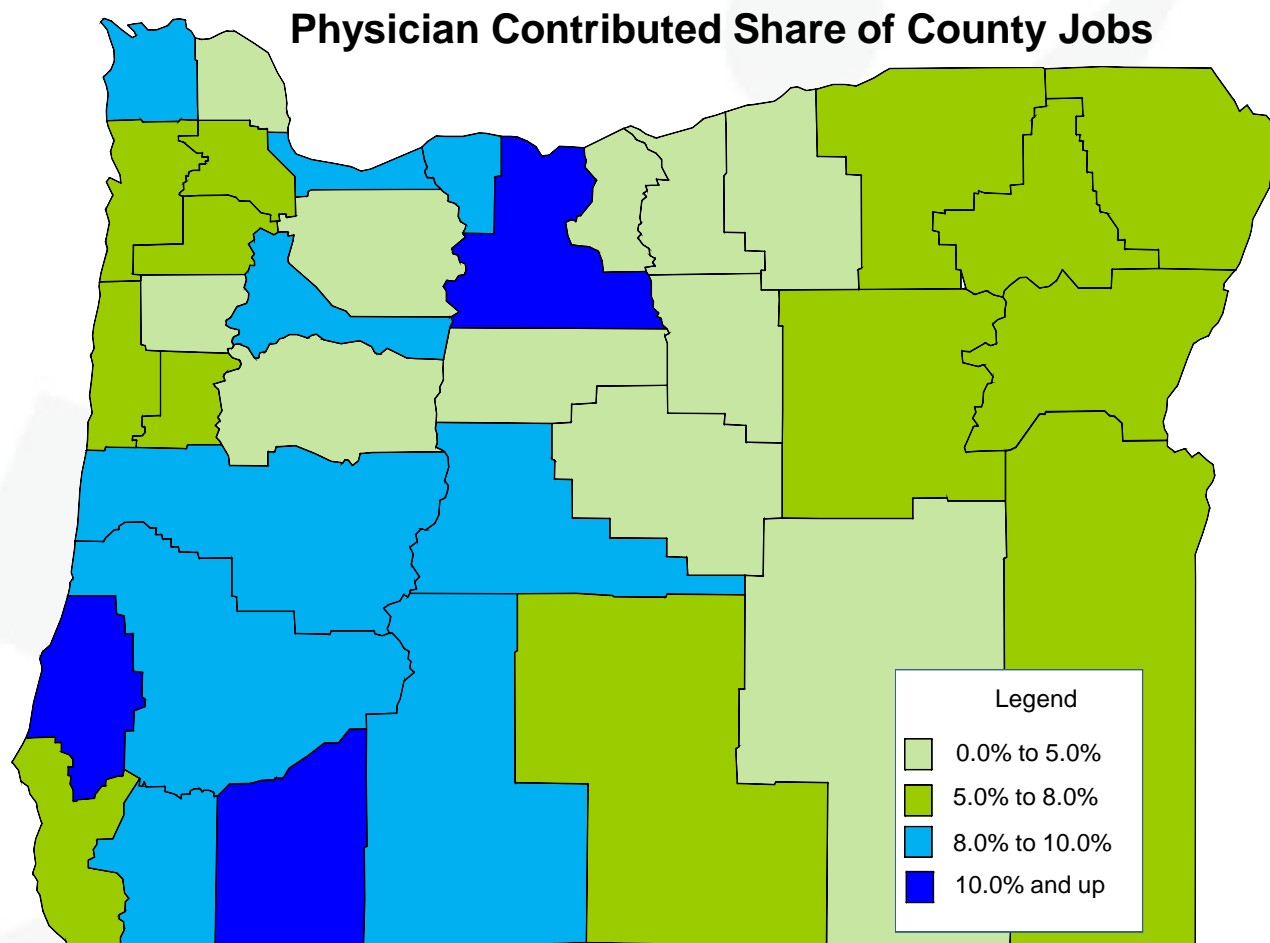 Physician Contributed Share of County Jobs
Legend
0.0% to 5.0%
5.0% to 8.0%
8.0% to 10.0%
10.0% and up